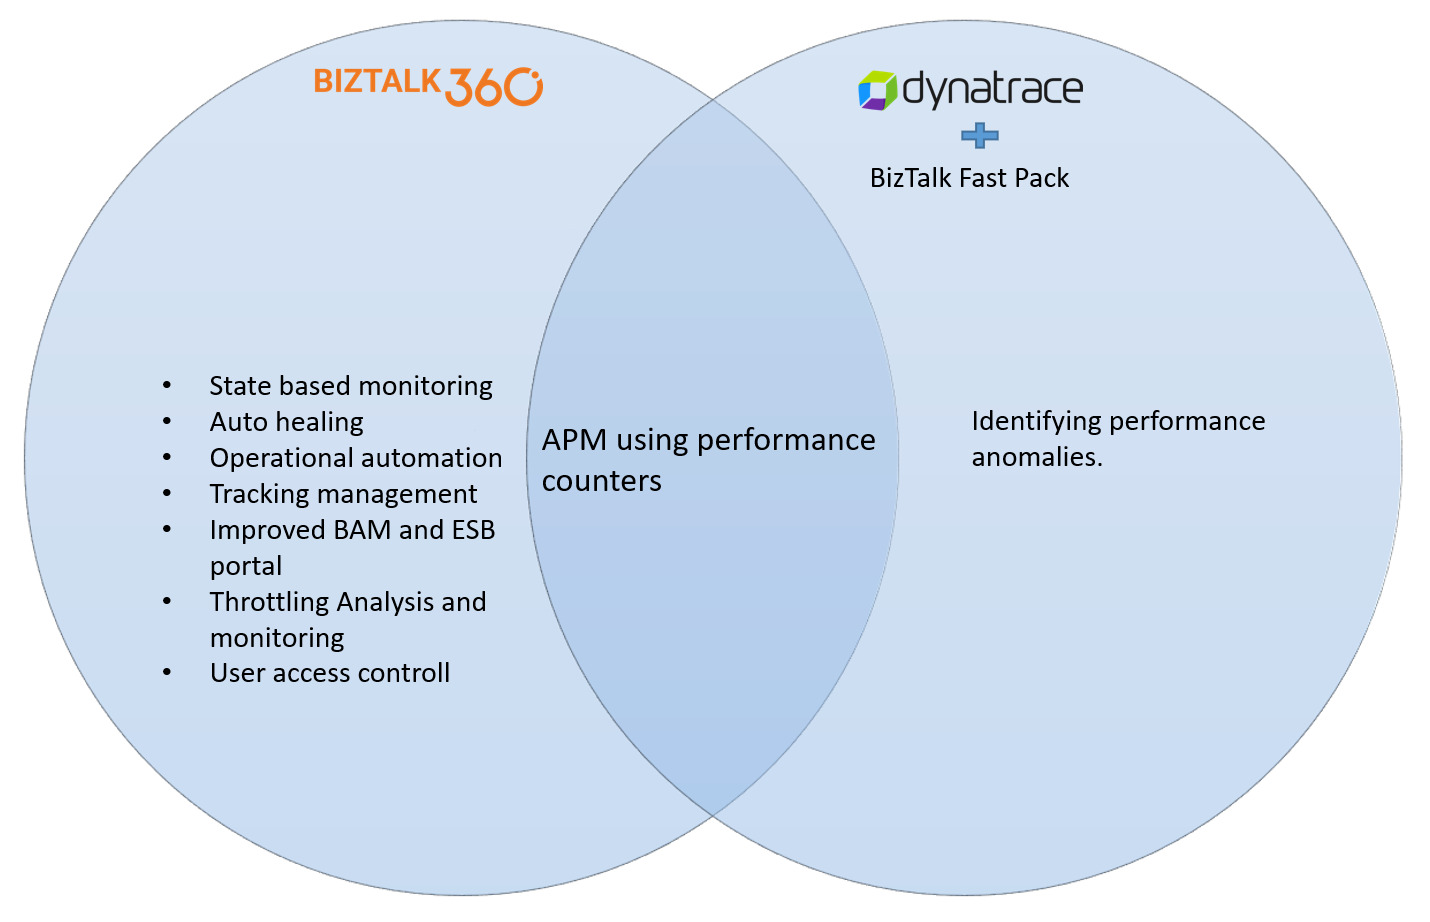 BIZTALK360
dynatrace
BizTalk Fast Pack
• State based monitoring
• Auto healing
• Operational automation
• Tracking management
• Improved BAM and ESB
portal
• Throttling Analysis and
monitoring
• User access controll
APM using performance
counters
Identifying performance
anomalies.